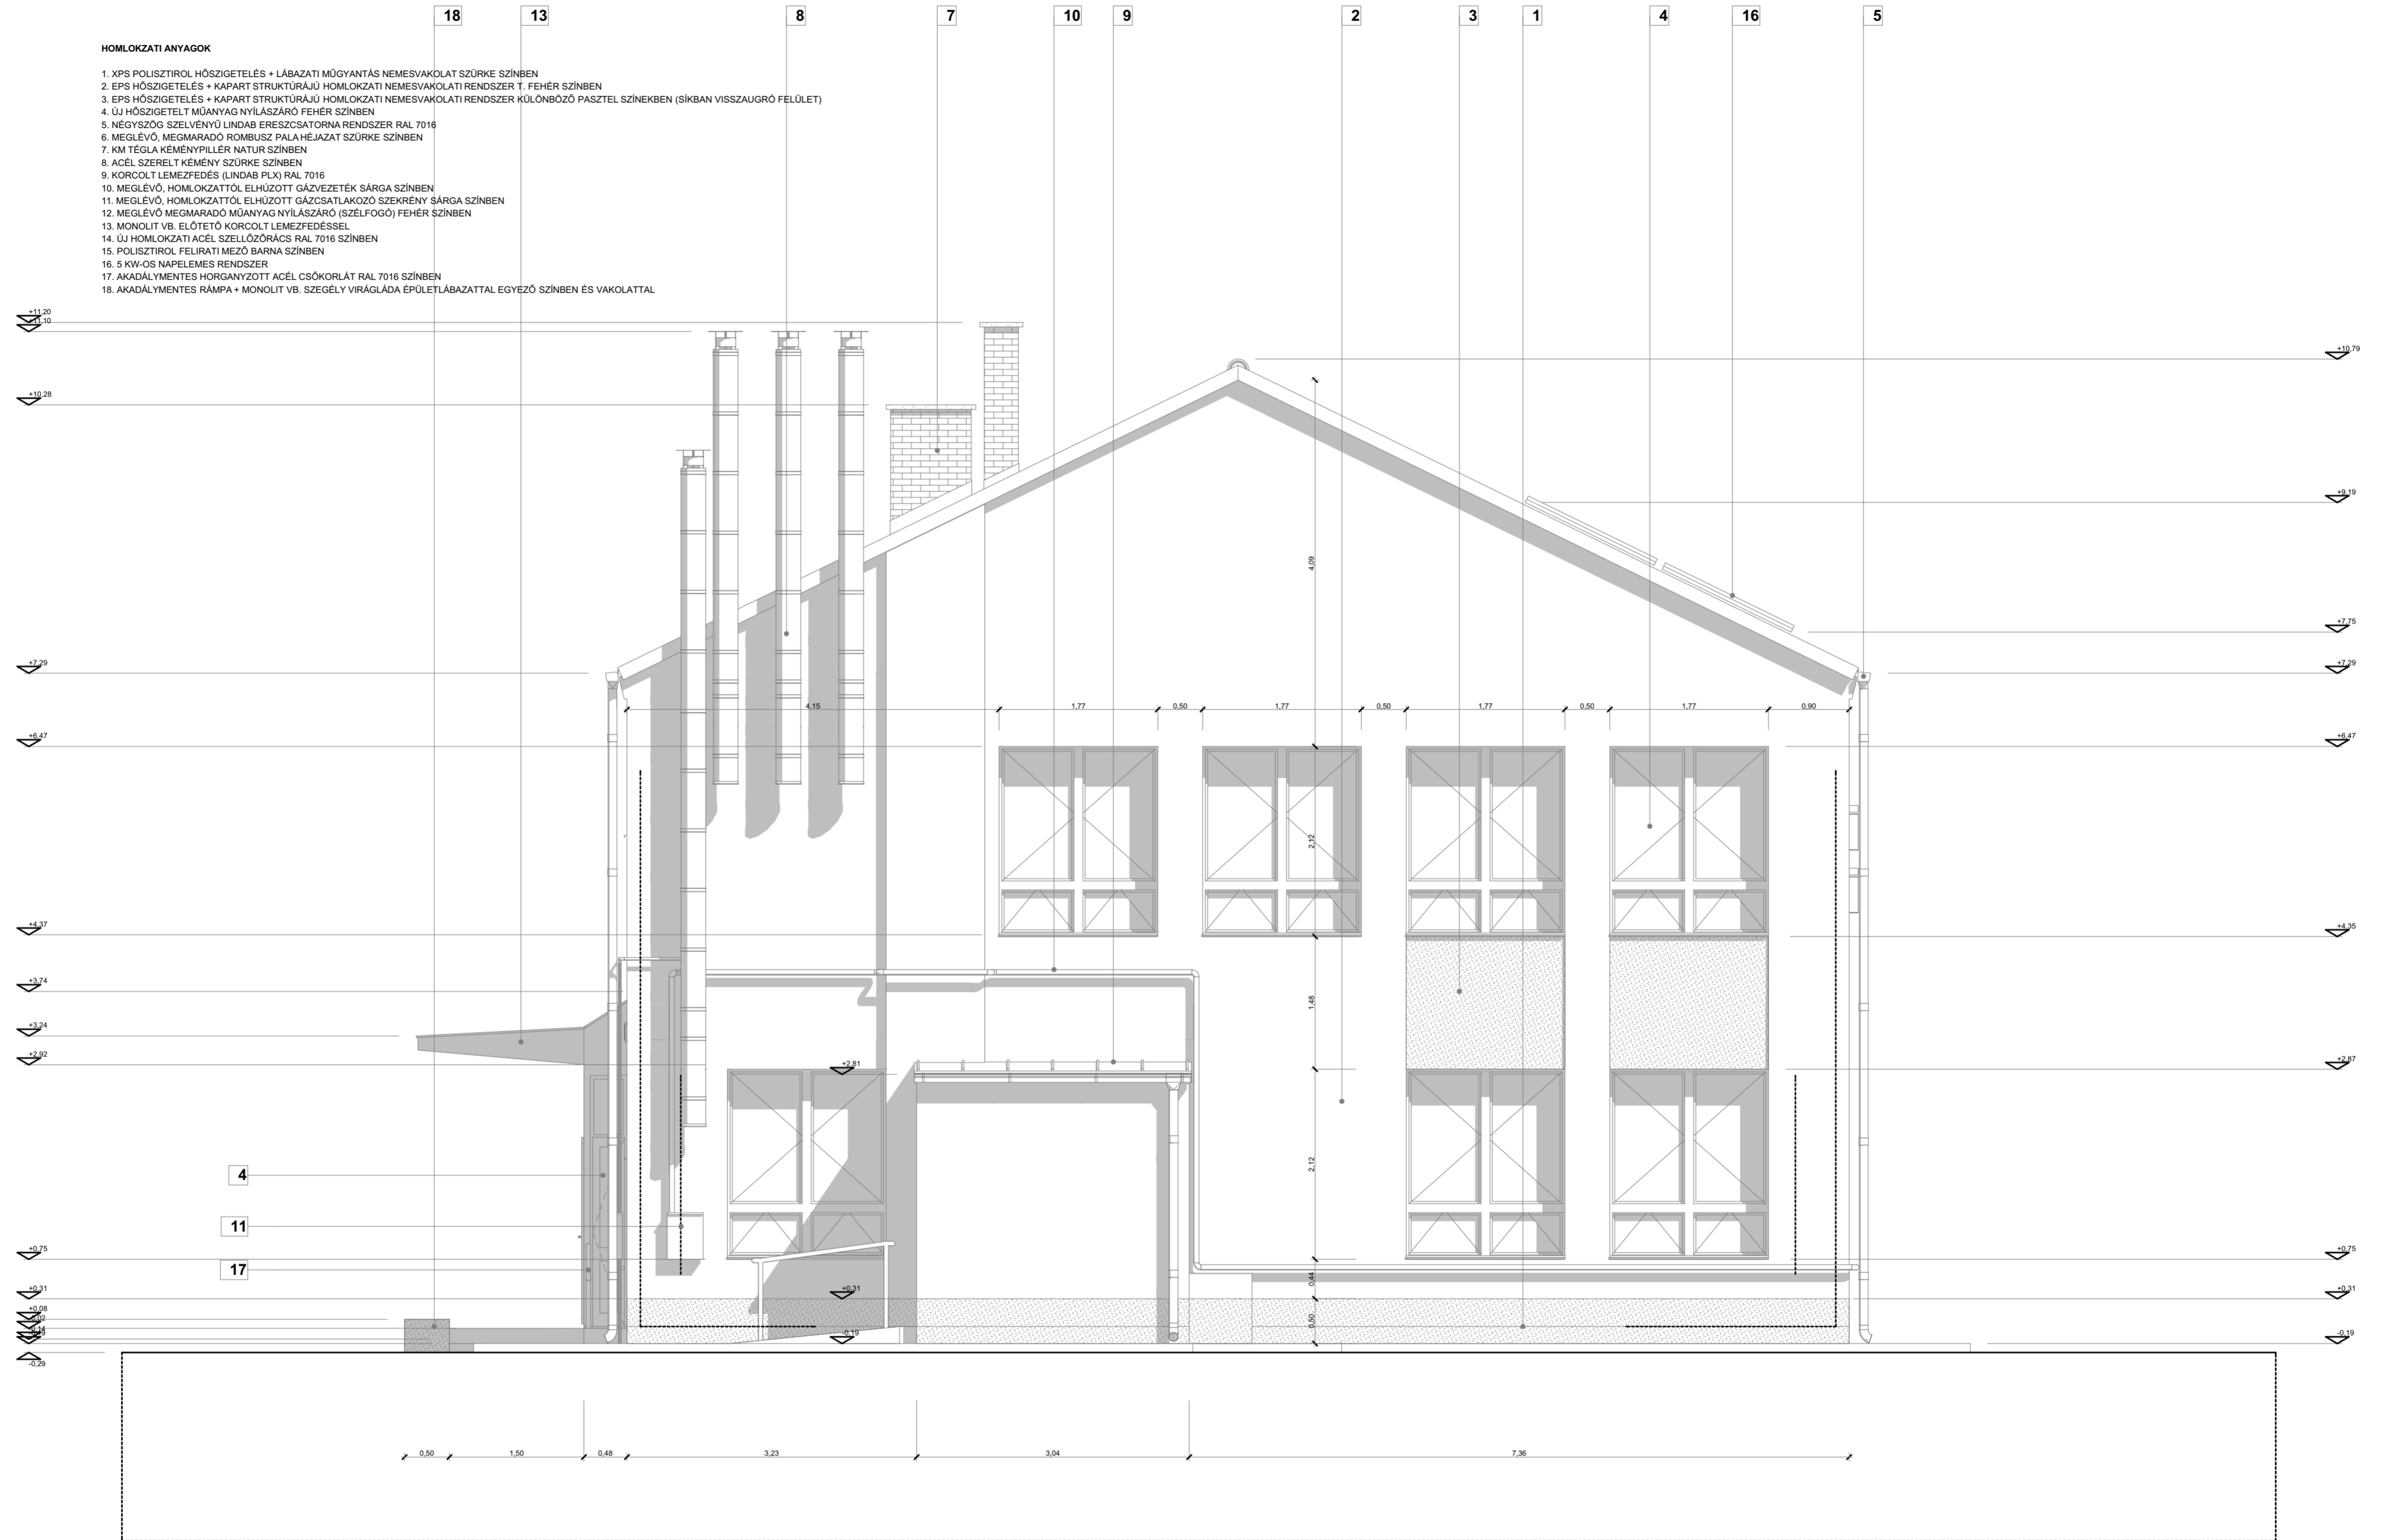 18 13 8 7 10 9 2 3 1 4 16 5
HOMLOKZATI ANYAGOK
1. XPS POLISZTIROL HŐSZIGETELÉS + LÁBAZATI MŰGYANTÁS NEMESVAKOLAT SZÜRKE SZÍNBEN
2. EPS HŐSZIGETELÉS + KAPART STRUKTÚRÁJÚ HOMLOKZATI NEMESVAKOLATI RENDSZER T. FEHÉR SZÍNBEN
3. EPS HŐSZIGETELÉS + KAPART STRUKTÚRÁJÚ HOMLOKZATI NEMESVAKOLATI RENDSZER KÜLÖNBÖZŐ PASZTEL SZÍNEKBEN (SÍKBAN VISSZAUGRÓ FELÜLET)
4. ÚJ HŐSZIGETELT MŰANYAG NYÍLÁSZÁRÓ FEHÉR SZÍNBEN
5. NÉGYSZÖG SZELVÉNYŰ LINDAB ERESZCSATORNA RENDSZER RAL 7016
6. MEGLÉVŐ, MEGMARADÓ ROMBUSZ PALA HÉJAZAT SZÜRKE SZÍNBEN
7. KM TÉGLA KÉMÉNYPILLÉR NATUR SZÍNBEN
8. ACÉL SZERELT KÉMÉNY SZÜRKE SZÍNBEN
9. KORCOLT LEMEZFEDÉS (LINDAB PLX) RAL 7016
10. MEGLÉVŐ, HOMLOKZATTÓL ELHÚZOTT GÁZVEZETÉK SÁRGA SZÍNBEN
11. MEGLÉVŐ, HOMLOKZATTÓL ELHÚZOTT GÁZCSATLAKOZÓ SZEKRÉNY SÁRGA SZÍNBEN
12. MEGLÉVŐ MEGMARADÓ MŰANYAG NYÍLÁSZÁRÓ (SZÉLFOGÓ) FEHÉR SZÍNBEN
13. MONOLIT VB. ELŐTETŐ KORCOLT LEMEZFEDÉSSEL
14. ÚJ HOMLOKZATI ACÉL SZELLŐZŐRÁCS RAL 7016 SZÍNBEN
15. POLISZTIROL FELIRATI MEZŐ BARNA SZÍNBEN
16. 5 KW-OS NAPELEMES RENDSZER
17. AKADÁLYMENTES HORGANYZOTT ACÉL CSŐKORLÁT RAL 7016 SZÍNBEN
18. AKADÁLYMENTES RÁMPA + MONOLIT VB. SZEGÉLY VIRÁGLÁDA ÉPÜLETLÁBAZATTAL EGYEZŐ SZÍNBEN ÉS VAKOLATTAL
+11,20
+11,10
+10,79
+10,28
+9,19
4,09
+7,75
+7,29 +7,29
4,15 1,77 0,50 1,77 0,50 1,77 0,50 1,77 0,90
+6,47 +6,47
2,12
+4,37 +4,35
+3,74
1,48
+3,24
+2,92 +2,81 +2,87
2,12
4
11
+0,75 +0,75
17
0,44
+0,31 +0,31 +0,31
+0,08
0,50
-0,19 -0,19
-0,29
0,50 1,50 0,48 3,23 3,04 7,36